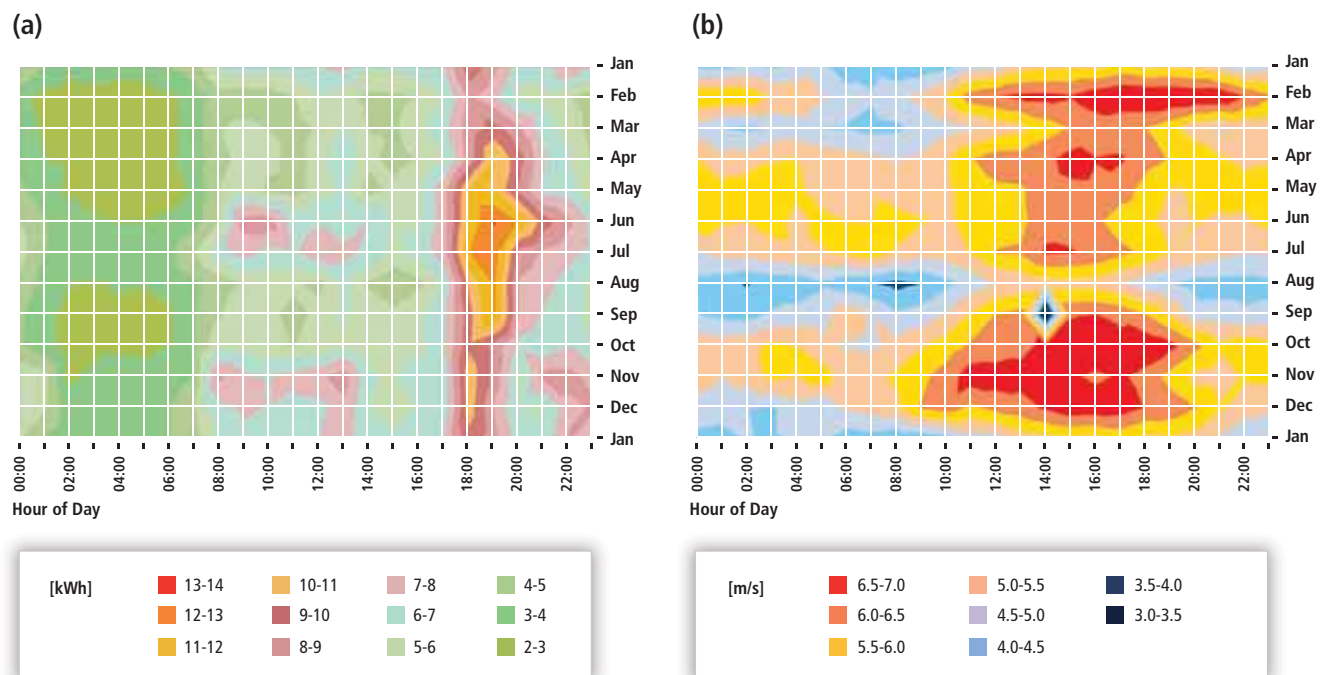 (a)
(b)
Jan
Feb
Mar
Apr
May
Jun
Jul
Aug
Sep
Oct
Nov
Dec
Jan
00:00
02:00
04:00
06:00
08:00
10:00
12:00
14:00
16:00
18:00
20:00
22:00
Hour of Day
Jan
Feb
Mar
Apr
May
Jun
Jul
Aug
Sep
Oct
Nov
Dec
Jan
00:00
02:00
04:00
06:00
08:00
10:00
12:00
14:00
16:00
18:00
20:00
22:00
Hour of Day
[kWh] 13-14 10-11 7-8 4-5
12-13 9-10 6-7 3-4
11-12 8-9 5-6 2-3
[m/s] 6.5-7.0 5.0-5.5 3.5-4.0
6.0-6.5 4.5-5.0 3.0-3.5
5.5-6.0 4.0-4.5